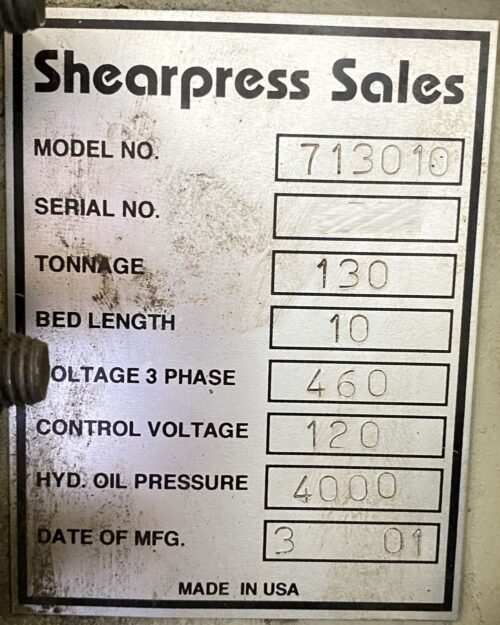 Shearpress Sales
MODEL NO. 713010
SERIAL NO.
TONNAGE 130
BED LENGTH 10
OLTAGE 3 PHASE 460
CONTROL VOLTAGE 120
HYD. OIL PRESSURE 4000
DATE OF MFG. 3 01
MADE IN USA